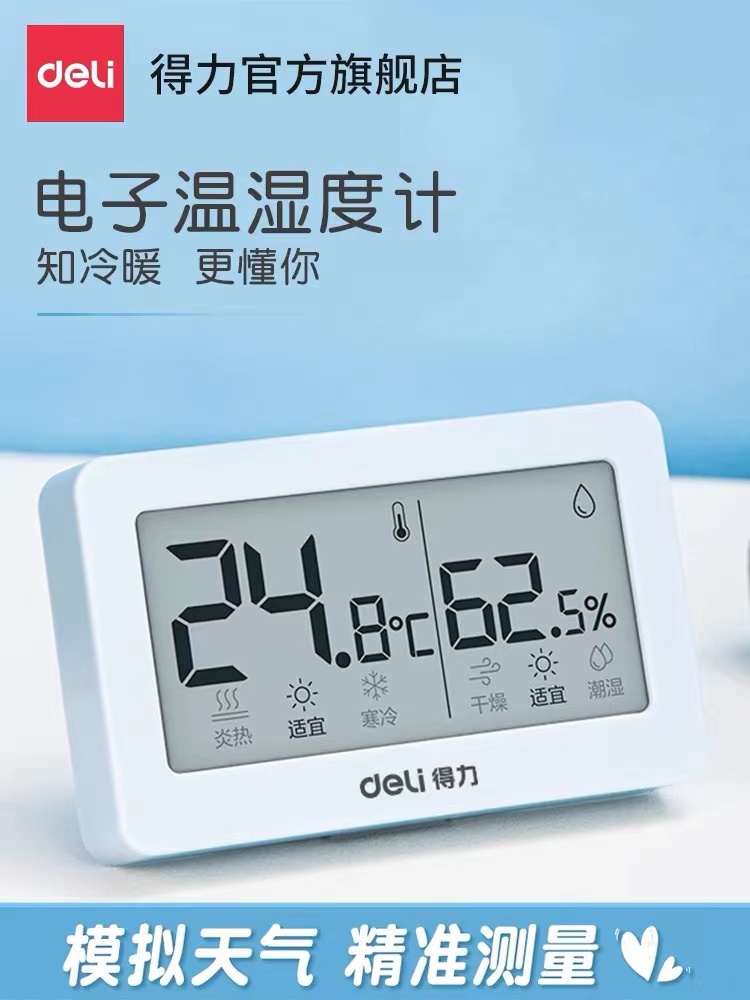 deli 得力官方旗舰店
电子温湿度计
知冷暖 更懂你
24.8℃ 62.5%
炎热 适宜 寒冷 干燥 适宜 潮湿
deli 得力
模拟天气 精准测量